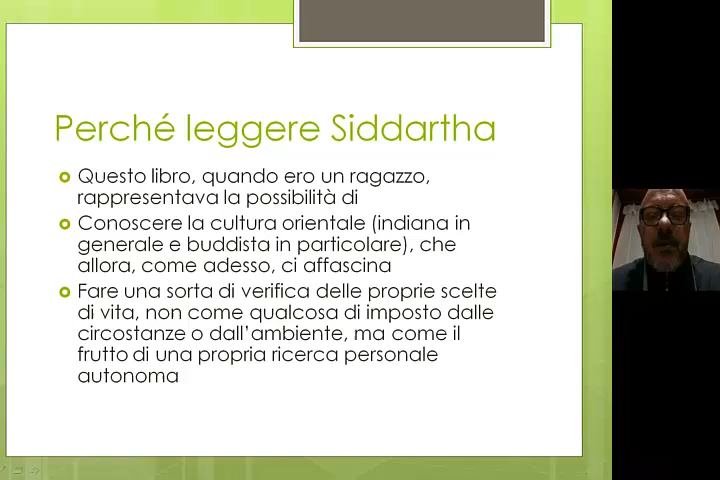 Perché leggere Siddartha
Questo libro, quando ero un ragazzo,
rappresentava la possibilità di
Conoscere la cultura orientale (indiana in
generale e buddista in particolare), che
allora, come adesso, ci affascina
Fare una sorta di verifica delle proprie scelte
di vita, non come qualcosa di imposto dalle
circostanze o dall’ambiente, ma come il
frutto di una propria ricerca personale
autonoma